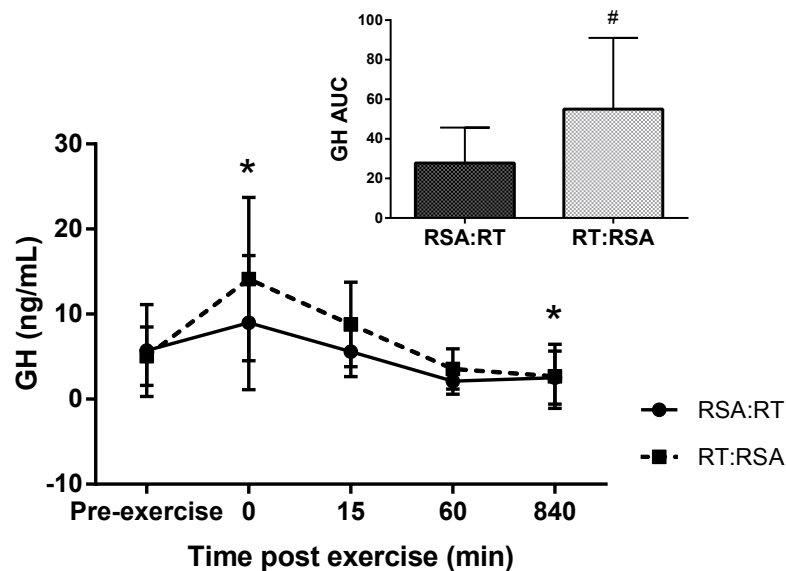 #
100
80
60
40
20
0
GH AUC
RSA:RT
RT:RSA
30
20
10
0
-10
GH (ng/mL)
*
*
RSA:RT
RT:RSA
Pre-exercise 0 15 60 840
Time post exercise (min)